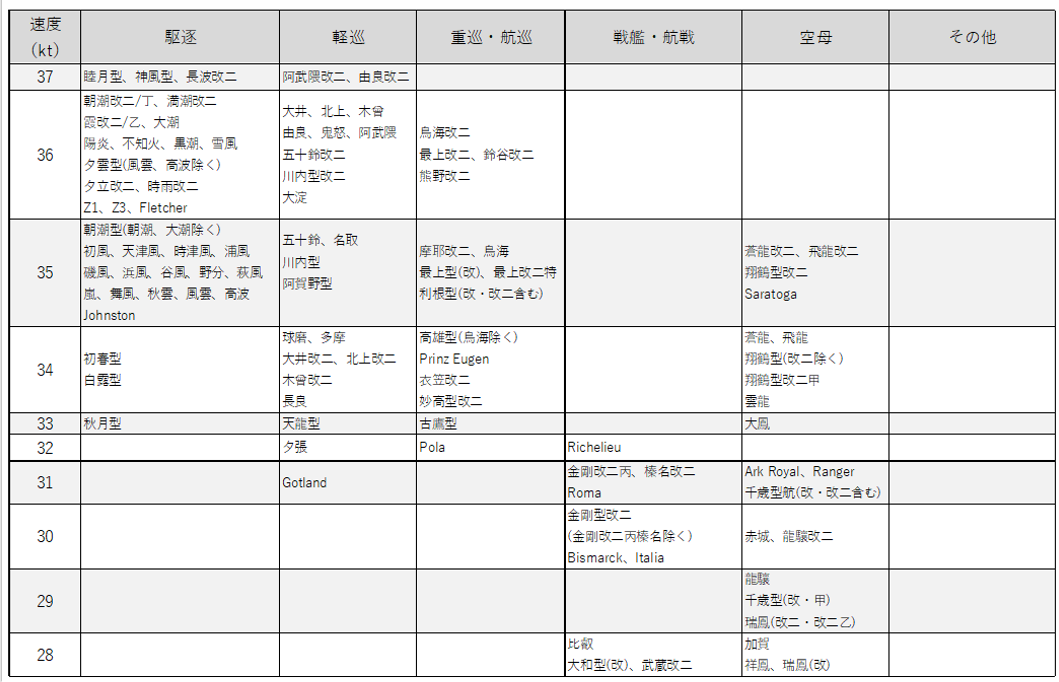 速度
(kt)
駆逐
軽巡
重巡・航巡
戦艦・航戦
空母
その他
37
睦月型、神風型、長波改二
阿武隈改二、由良改二
36
朝潮改二/丁、満潮改二
霞改二/乙、大潮
陽炎、不知火、黒潮、雪風
夕雲型(風雲、高波除く)
夕立改二、時雨改二
Z1、Z3、Fletcher
大井、北上、木曾
由良、鬼怒、阿武隈
五十鈴改二
川内型改二
大淀
鳥海改二
最上改二、鈴谷改二
熊野改二
35
朝潮型(朝潮、大潮除く)
初風、天津風、時津風、浦風
磯風、浜風、谷風、野分、萩風
嵐、舞風、秋雲、風雲、高波
Johnston
五十鈴、名取
川内型
阿賀野型
摩耶改二、鳥海
最上型(改)、最上改二特
利根型(改・改二含む)
蒼龍改二、飛龍改二
翔鶴型改二
Saratoga
34
初春型
白露型
球磨、多摩
大井改二、北上改二
木曾改二
長良
高雄型(鳥海除く)
Prinz Eugen
衣笠改二
妙高型改二
蒼龍、飛龍
翔鶴型(改二除く)
翔鶴型改二甲
雲龍
33
秋月型
天龍型
古鷹型
大鳳
32
夕張
Pola
Richelieu
31
Gotland
金剛改二丙、榛名改二
Roma
Ark Royal、Ranger
千歳型航(改・改二含む)
30
金剛型改二
(金剛改二丙榛名除く)
Bismarck、Italia
赤城、龍驤改二
29
龍驤
千歳型(改・甲)
瑞鳳(改二・改二乙)
28
比叡
大和型(改)、武蔵改二
加賀
祥鳳、瑞鳳(改)